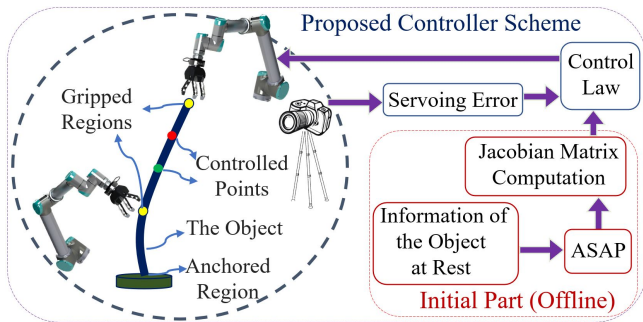 Proposed Controller Scheme
Gripped
Regions
Controlled
Points
The Object
Anchored
Region
Servoing Error
Control
Law
Jacobian Matrix
Computation
Information of
the Object
at Rest
ASAP
Initial Part (Offline)